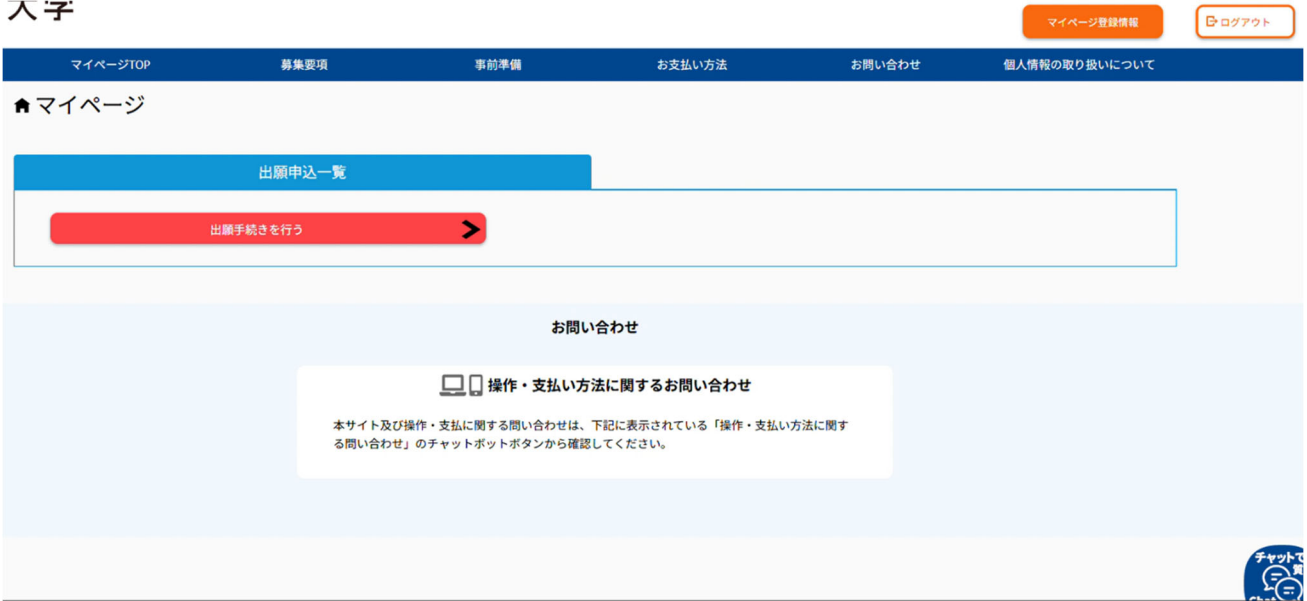 大学
マイページ登録情報
ログアウト
マイページTOP
募集要項
事前準備
お支払い方法
お問い合わせ
個人情報の取り扱いについて
マイページ
出願申込一覧
出願手続きを行う
お問い合わせ
操作・支払い方法に関するお問い合わせ
本サイト及び操作・支払に関する問い合わせは、下記に表示されている「操作・支払い方法に関す
る問い合わせ」のチャットボットボタンから確認してください。
チャットで
質